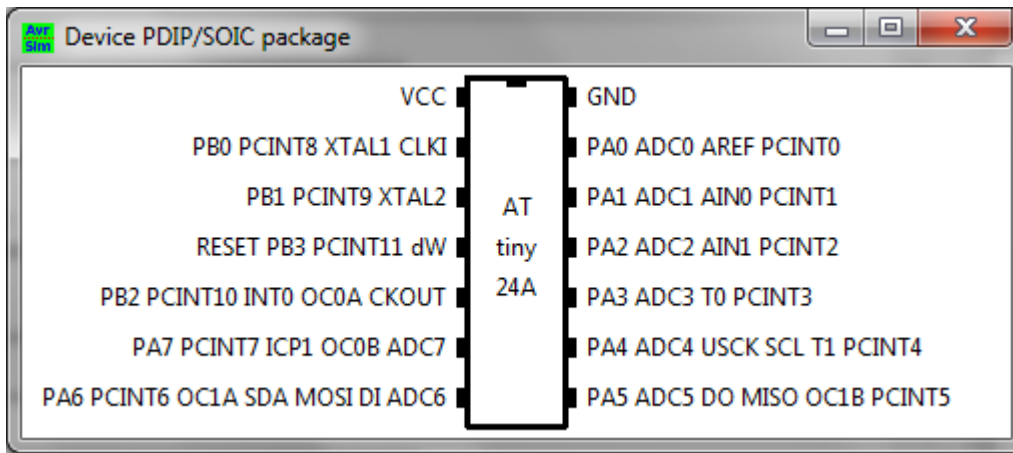 Avr
Sim
Device PDIP/SOIC package
VCC
GND
PB0 PCINT8 XTAL1 CLKI
PA0 ADC0 AREF PCINT0
PB1 PCINT9 XTAL2
AT
PA1 ADC1 AIN0 PCINT1
RESET PB3 PCINT11 dW
tiny
PA2 ADC2 AIN1 PCINT2
PB2 PCINT10 INT0 OC0A CKOUT
24A
PA3 ADC3 T0 PCINT3
PA7 PCINT7 ICP1 OC0B ADC7
PA4 ADC4 USCK SCL T1 PCINT4
PA6 PCINT6 OC1A SDA MOSI DI ADC6
PA5 ADC5 DO MISO OC1B PCINT5